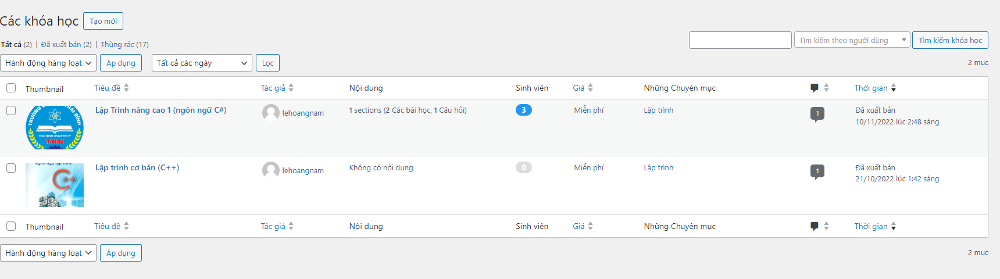 Các khóa học Tạo mới
Tất cả (2) | Đã xuất bản (2) | Thùng rác (17)
Tìm kiếm theo người dùng Tìm kiếm khóa học
Hành động hàng loạt Áp dụng Tất cả các ngày Lọc 2 mục
Thumbnail Tiêu đề Tác giả Nội dung Sinh viên Giá Những Chuyên mục Thời gian
THAI BINH UNIVERSITY
TBU
Lập Trình nâng cao 1 (ngôn ngữ C#) lehoangnam 1 sections (2 Các bài học, 1 Câu hỏi) 3 Miễn phí Lập trình 1 Đã xuất bản
10/11/2022 lúc 2:48 sáng
Ngôn ngữ lập trình
C++
Lập trình cơ bản (C++) lehoangnam Không có nội dung 0 Miễn phí Lập trình 1 Đã xuất bản
21/10/2022 lúc 1:42 sáng
Thumbnail Tiêu đề Tác giả Nội dung Sinh viên Giá Những Chuyên mục Thời gian
Hành động hàng loạt Áp dụng 2 mục